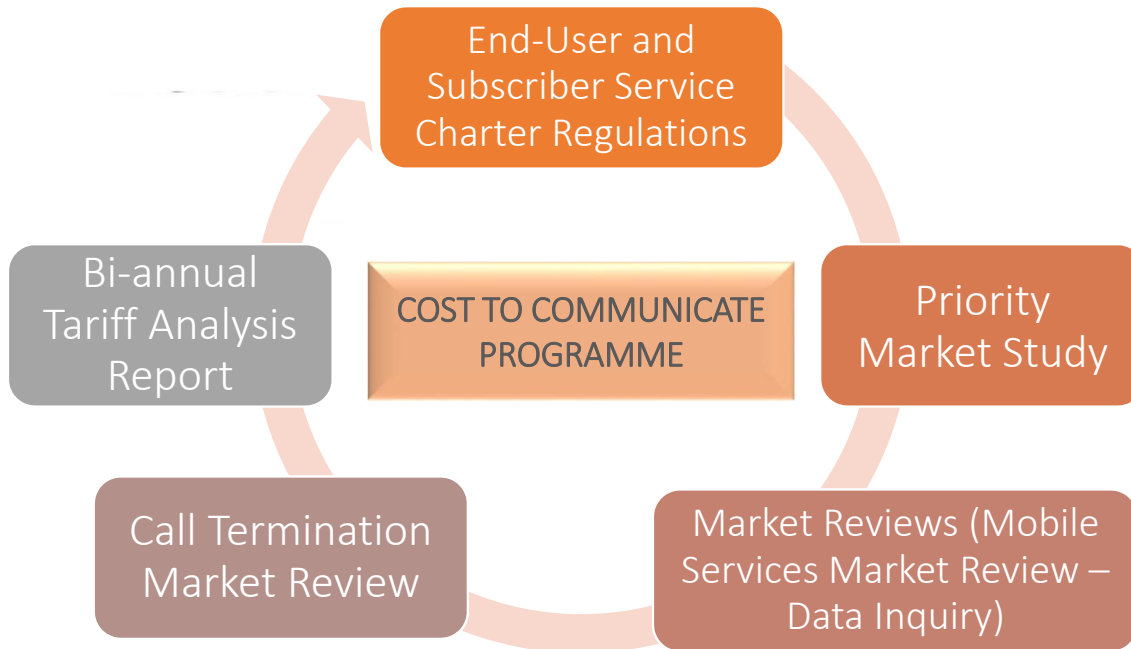 End-User and
Subscriber Service
Charter Regulations
Bi-annual
Tariff Analysis
Report
COST TO COMMUNICATE
PROGRAMME
Priority
Market Study
Call Termination
Market Review
Market Reviews (Mobile
Services Market Review –
Data Inquiry)